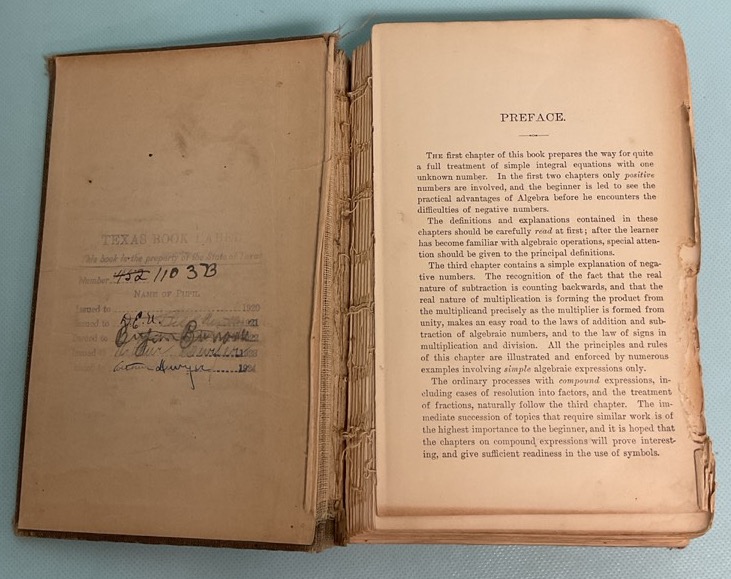 TEXAS BOOK LABEL
This book is the property of the State of Texas
Number 452 110 373
NAME OF PUPIL
Issued to 1920
Issued to
Issued to
Issued to
PREFACE.
THE first chapter of this book prepares the way for quite
a full treatment of simple integral equations with one
unknown number. In the first two chapters only positive
numbers are involved, and the beginner is led to see the
practical advantages of Algebra before he encounters the
difficulties of negative numbers.
The definitions and explanations contained in these
chapters should be carefully read at first; after the learner
has become familiar with algebraic operations, special atten-
tion should be given to the principal definitions.
The third chapter contains a simple explanation of nega-
tive numbers. The recognition of the fact that the real
nature of subtraction is counting backwards, and that the
real nature of multiplication is forming the product from
the multiplicand precisely as the multiplier is formed from
unity, makes an easy road to the laws of addition and sub-
traction of algebraic numbers, and to the law of signs in
multiplication and division. All the principles and rules
of this chapter are illustrated and enforced by numerous
examples involving simple algebraic expressions only.
The ordinary processes with compound expressions, in-
cluding cases of resolution into factors, and the treatment
of fractions, naturally follow the third chapter. The im-
mediate succession of topics that require similar work is of
the highest importance to the beginner, and it is hoped that
the chapters on compound expressions will prove interest-
ing, and give sufficient readiness in the use of symbols.